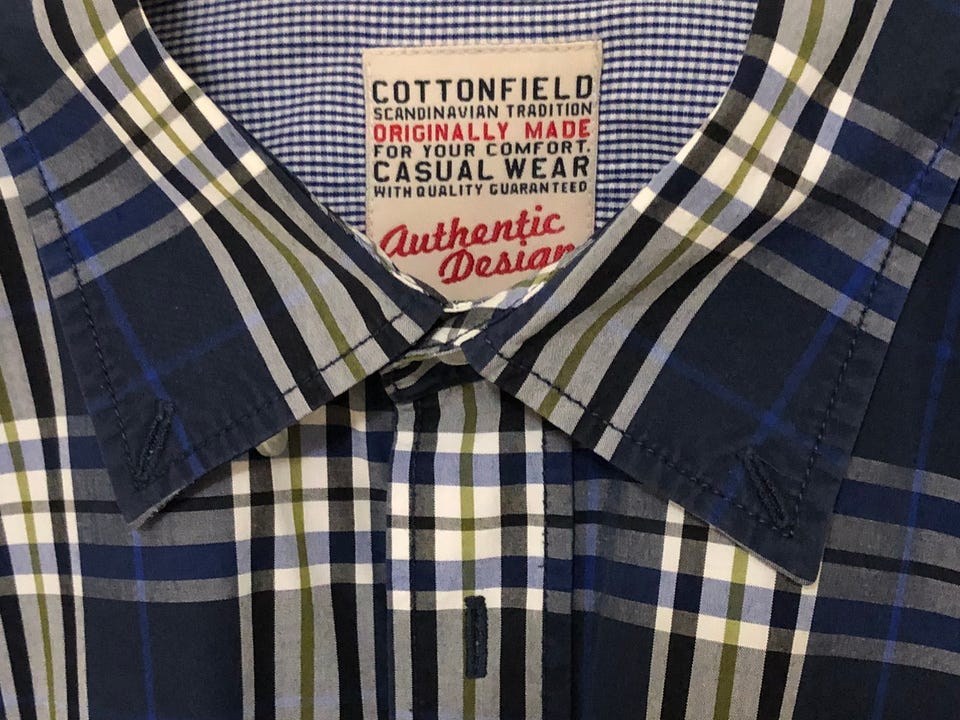 COTTONFIELD
SCANDINAVIAN TRADITION
ORIGINALLY MADE
FOR YOUR COMFORT.
CASUAL WEAR
WITH QUALITY GUARANTEED
Authentic
Design